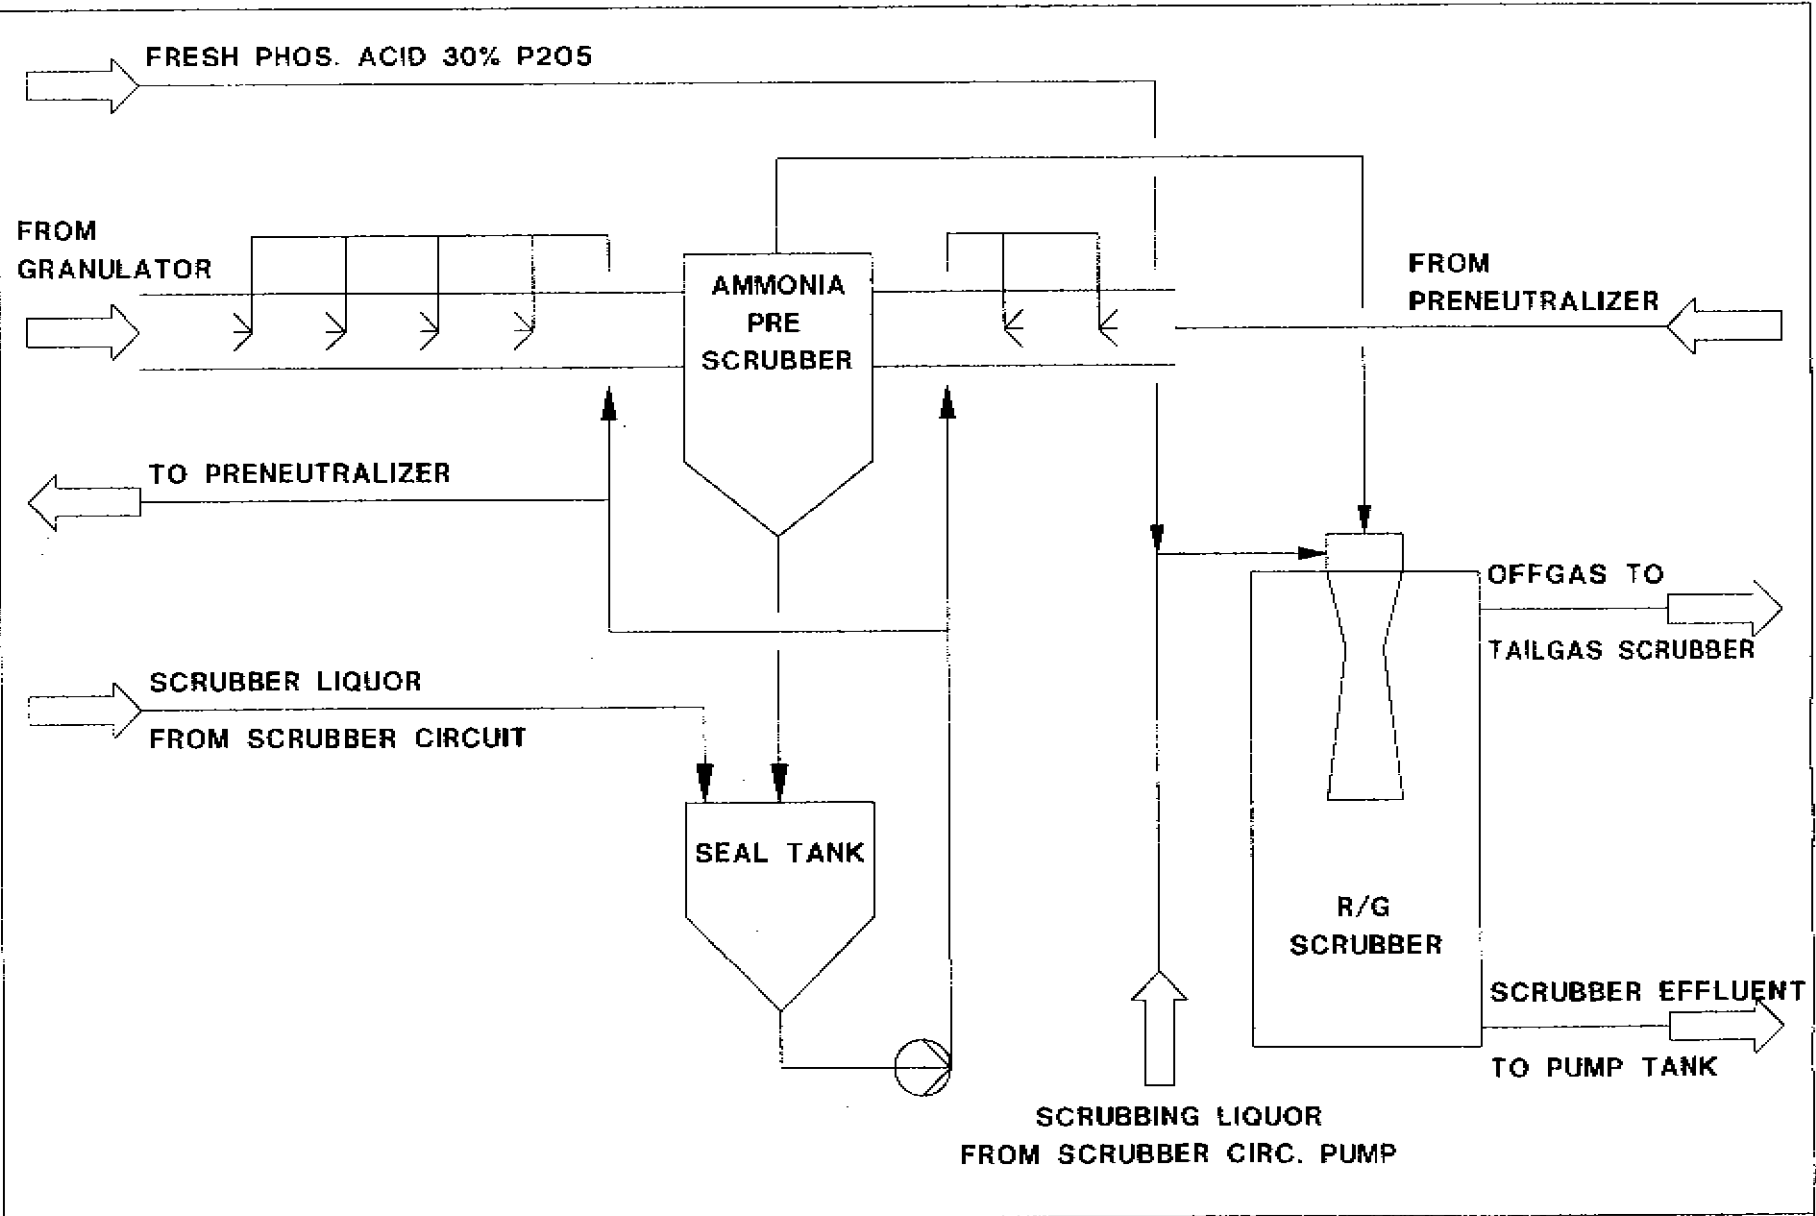 FRESH PHOS. ACID 30% P2O5
FROM
GRANULATOR
AMMONIA
PRE
SCRUBBER
FROM
PRENEUTRALIZER
TO PRENEUTRALIZER
OFFGAS TO
TAILGAS SCRUBBER
SCRUBBER LIQUOR
FROM SCRUBBER CIRCUIT
SEAL TANK
R/G
SCRUBBER
SCRUBBER EFFLUENT
TO PUMP TANK
SCRUBBING LIQUOR
FROM SCRUBBER CIRC. PUMP